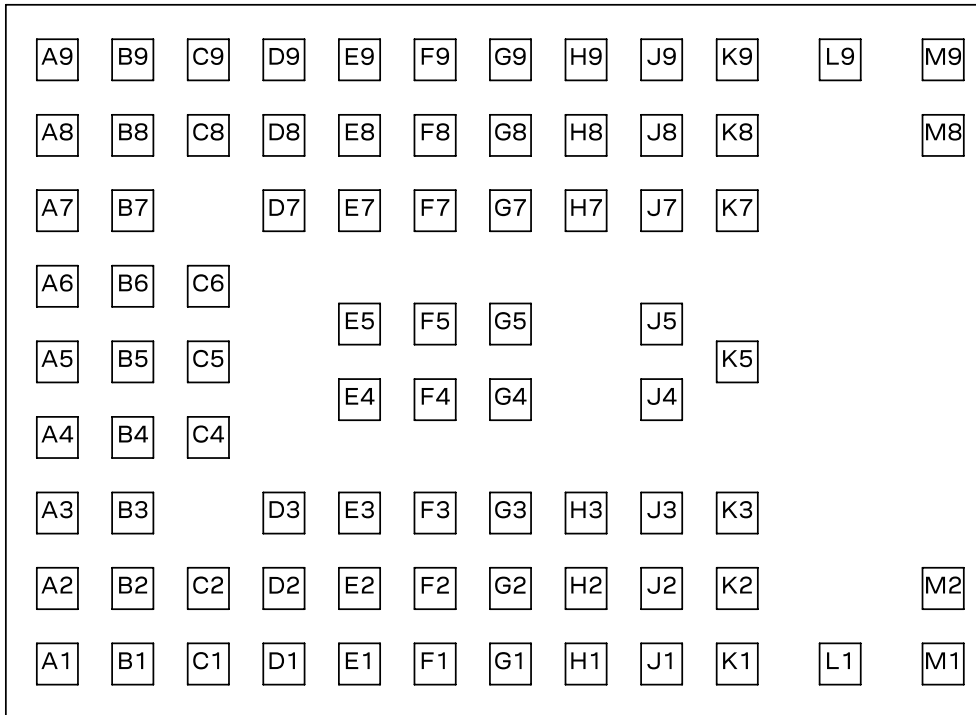 A9 B9 C9 D9 E9 F9 G9 H9 J9 K9 L9 M9
A8 B8 C8 D8 E8 F8 G8 H8 J8 K8 M8
A7 B7 D7 E7 F7 G7 H7 J7 K7
A6 B6 C6
E5 F5 G5 J5
A5 B5 C5 K5
E4 F4 G4 J4
A4 B4 C4
A3 B3 D3 E3 F3 G3 H3 J3 K3
A2 B2 C2 D2 E2 F2 G2 H2 J2 K2 M2
A1 B1 C1 D1 E1 F1 G1 H1 J1 K1 L1 M1